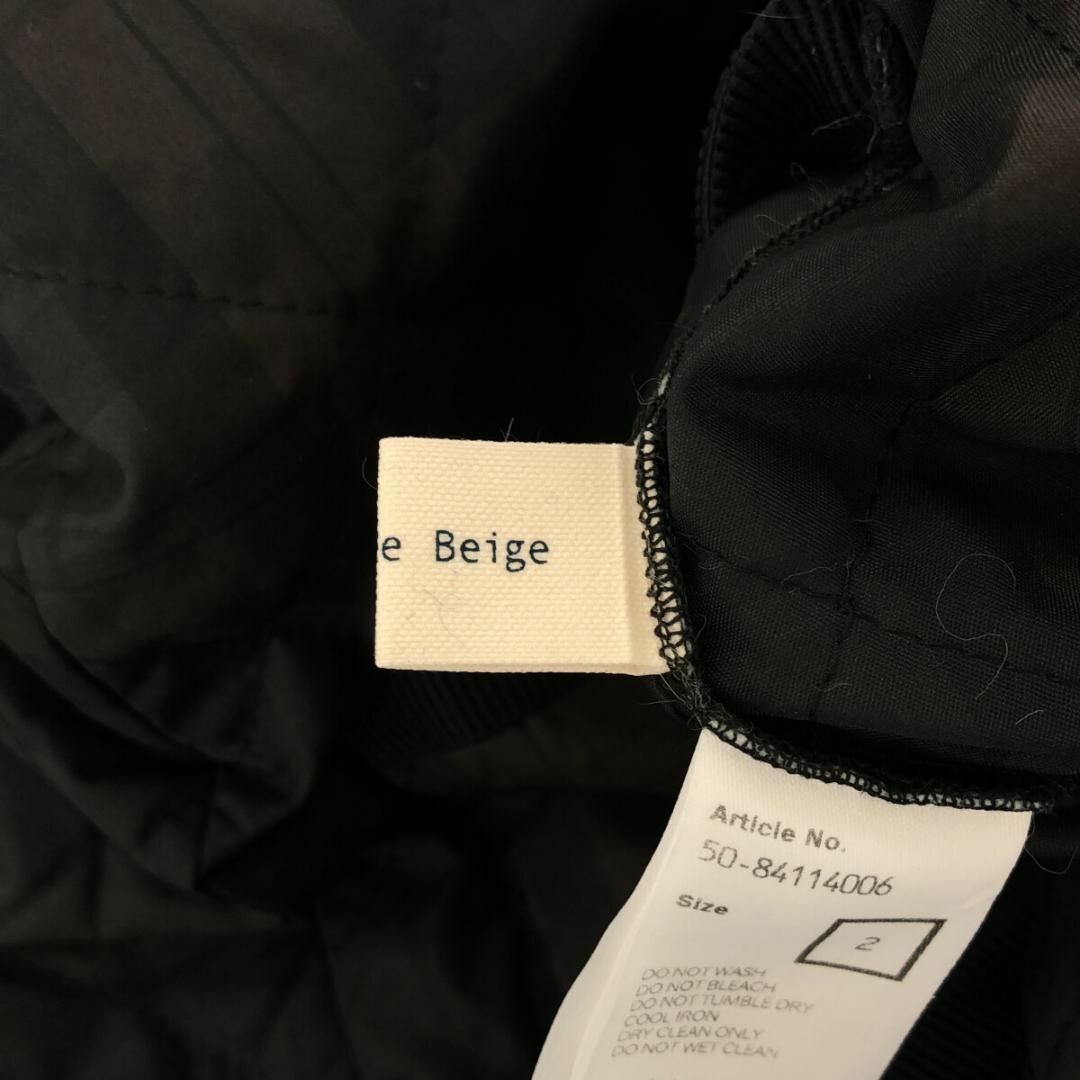 e Beige
Article No.
50-84114006
Size
2
DO NOT WASH
DO NOT BLEACH
DO NOT TUMBLE DRY
COOL IRON
DRY CLEAN ONLY
DO NOT WET CLEAN